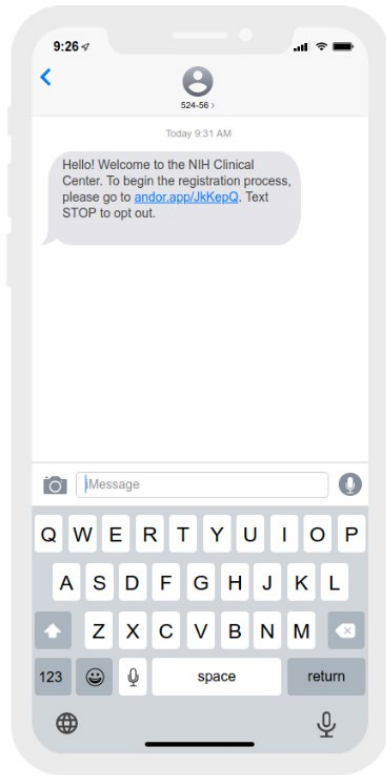 9:26
524-56 >
Today 9:31 AM
Hello! Welcome to the NIH Clinical
Center. To begin the registration process,
please go to andor.app/JkKepQ. Text
STOP to opt out.
iMessage
Q W E R T Y U I O P
A S D F G H J K L
Z X C V B N M
123 space return